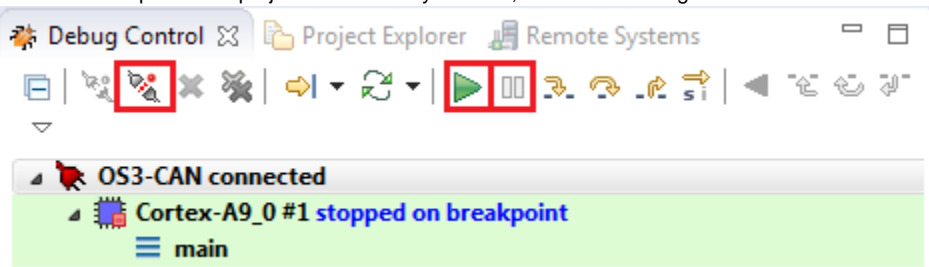 Debug Control Project Explorer Remote Systems
s i
OS3-CAN connected
Cortex-A9_0 #1 stopped on breakpoint
main